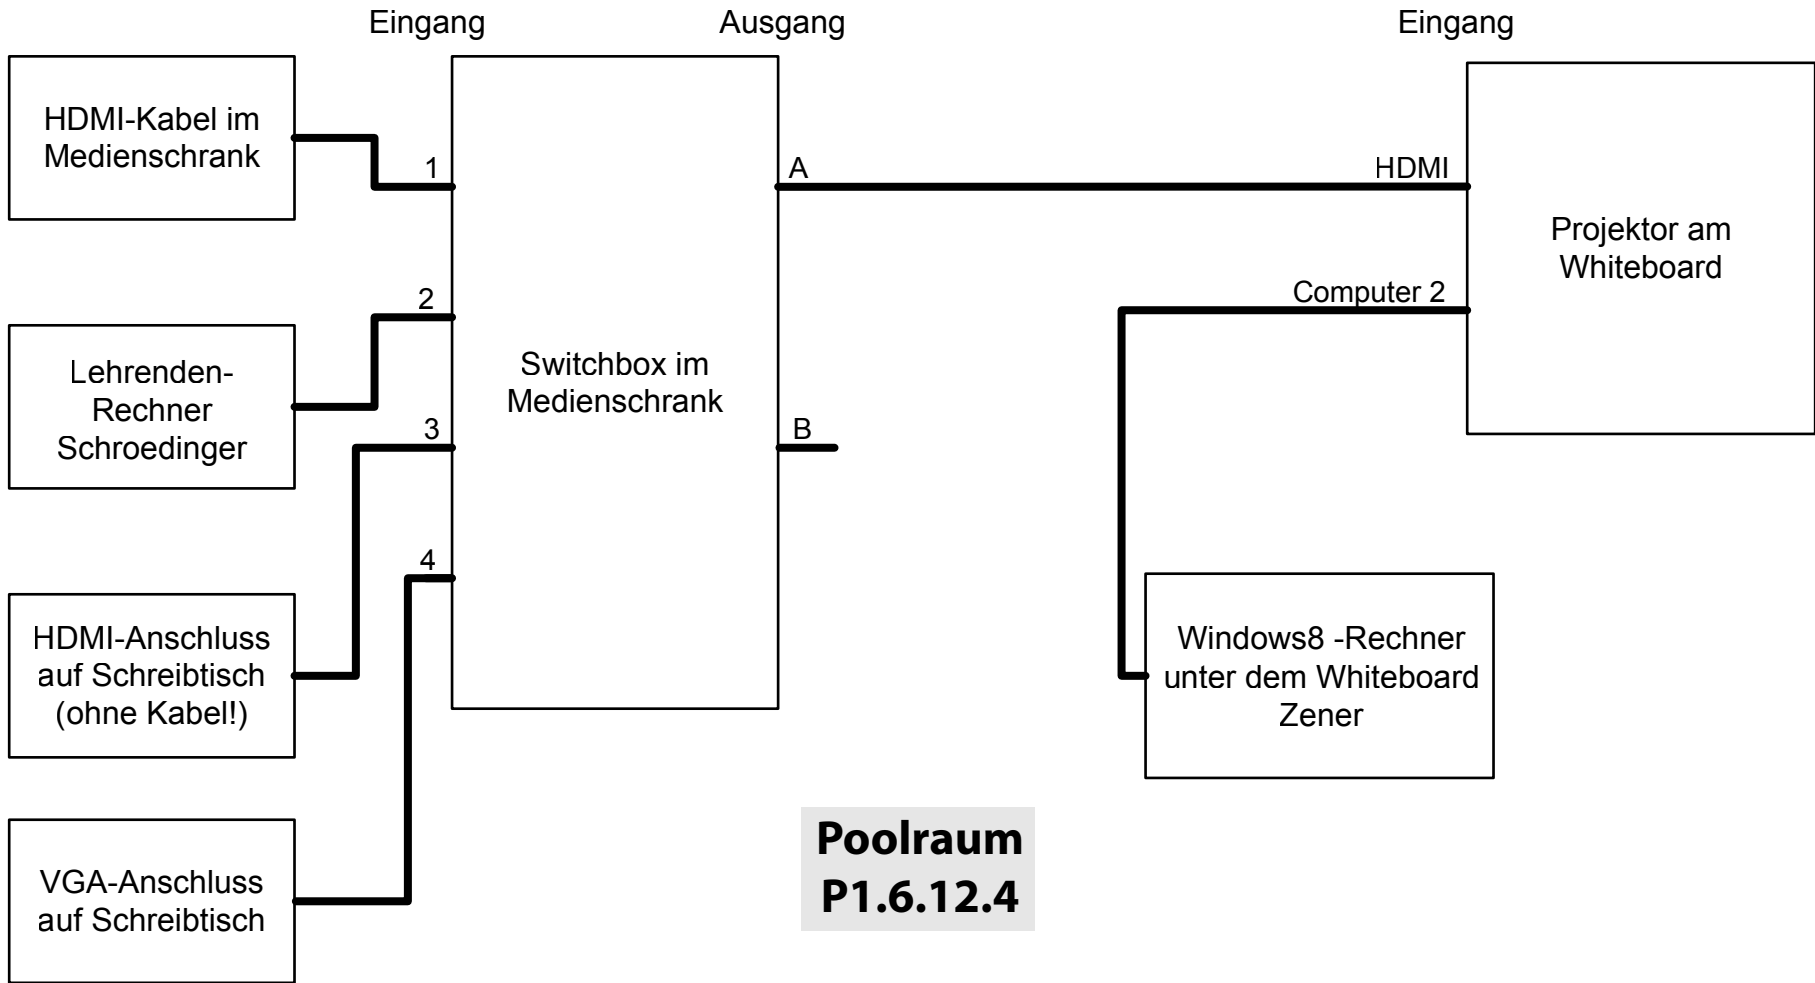 Eingang
Ausgang
Eingang
HDMI-Kabel im
Medienschrank
1
A
HDMI
Projektor am
Whiteboard
2
Computer 2
Lehrenden-
Rechner
Schroedinger
Switchbox im
Medienschrank
3
B
4
HDMI-Anschluss
auf Schreibtisch
(ohne Kabel!)
Windows8 -Rechner
unter dem Whiteboard
Zener
VGA-Anschluss
auf Schreibtisch
Poolraum
P1.6.12.4